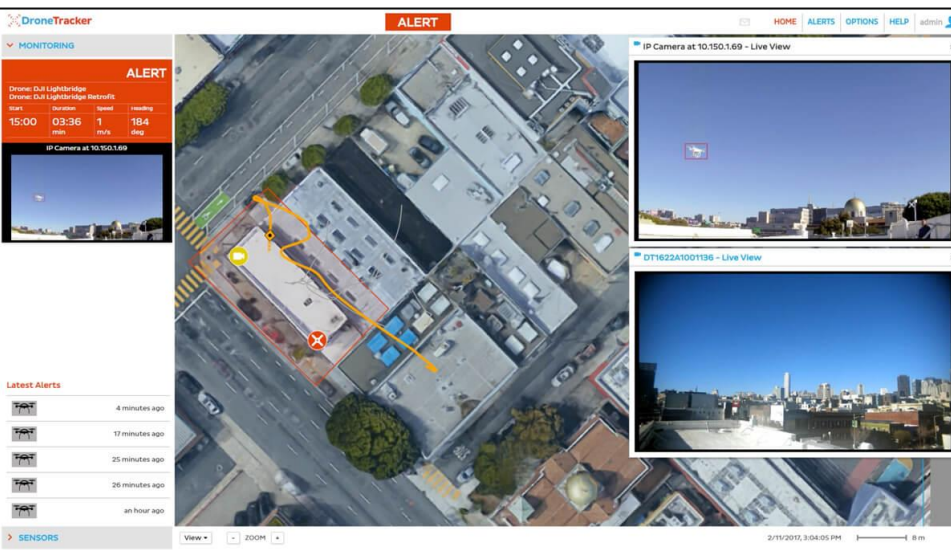 DroneTracker
ALERT
HOME ALERTS OPTIONS HELP admin
MONITORING
ALERT
Drone: DJI Lightbridge
Drone: DJI Lightbridge Retrofit
Start Duration Speed Heading
15:00 03:36 1 184
min m/s deg
IP Camera at 10.150.1.69
Latest Alerts
4 minutes ago
17 minutes ago
25 minutes ago
26 minutes ago
an hour ago
SENSORS
IP Camera at 10.150.1.69 - Live View
DT1622A1001136 - Live View
View - ZOOM +
2/11/2017, 3:04:05 PM 8 m